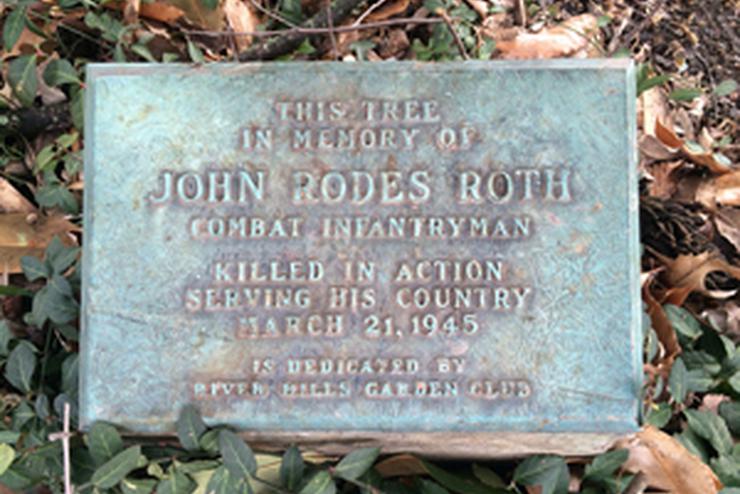 THIS TREE
IN MEMORY OF
JOHN RODES ROTH
COMBAT INFANTRYMAN
KILLED IN ACTION
SERVING HIS COUNTRY
MARCH 21, 1945
IS DEDICATED BY
RIVER HILLS GARDEN CLUB